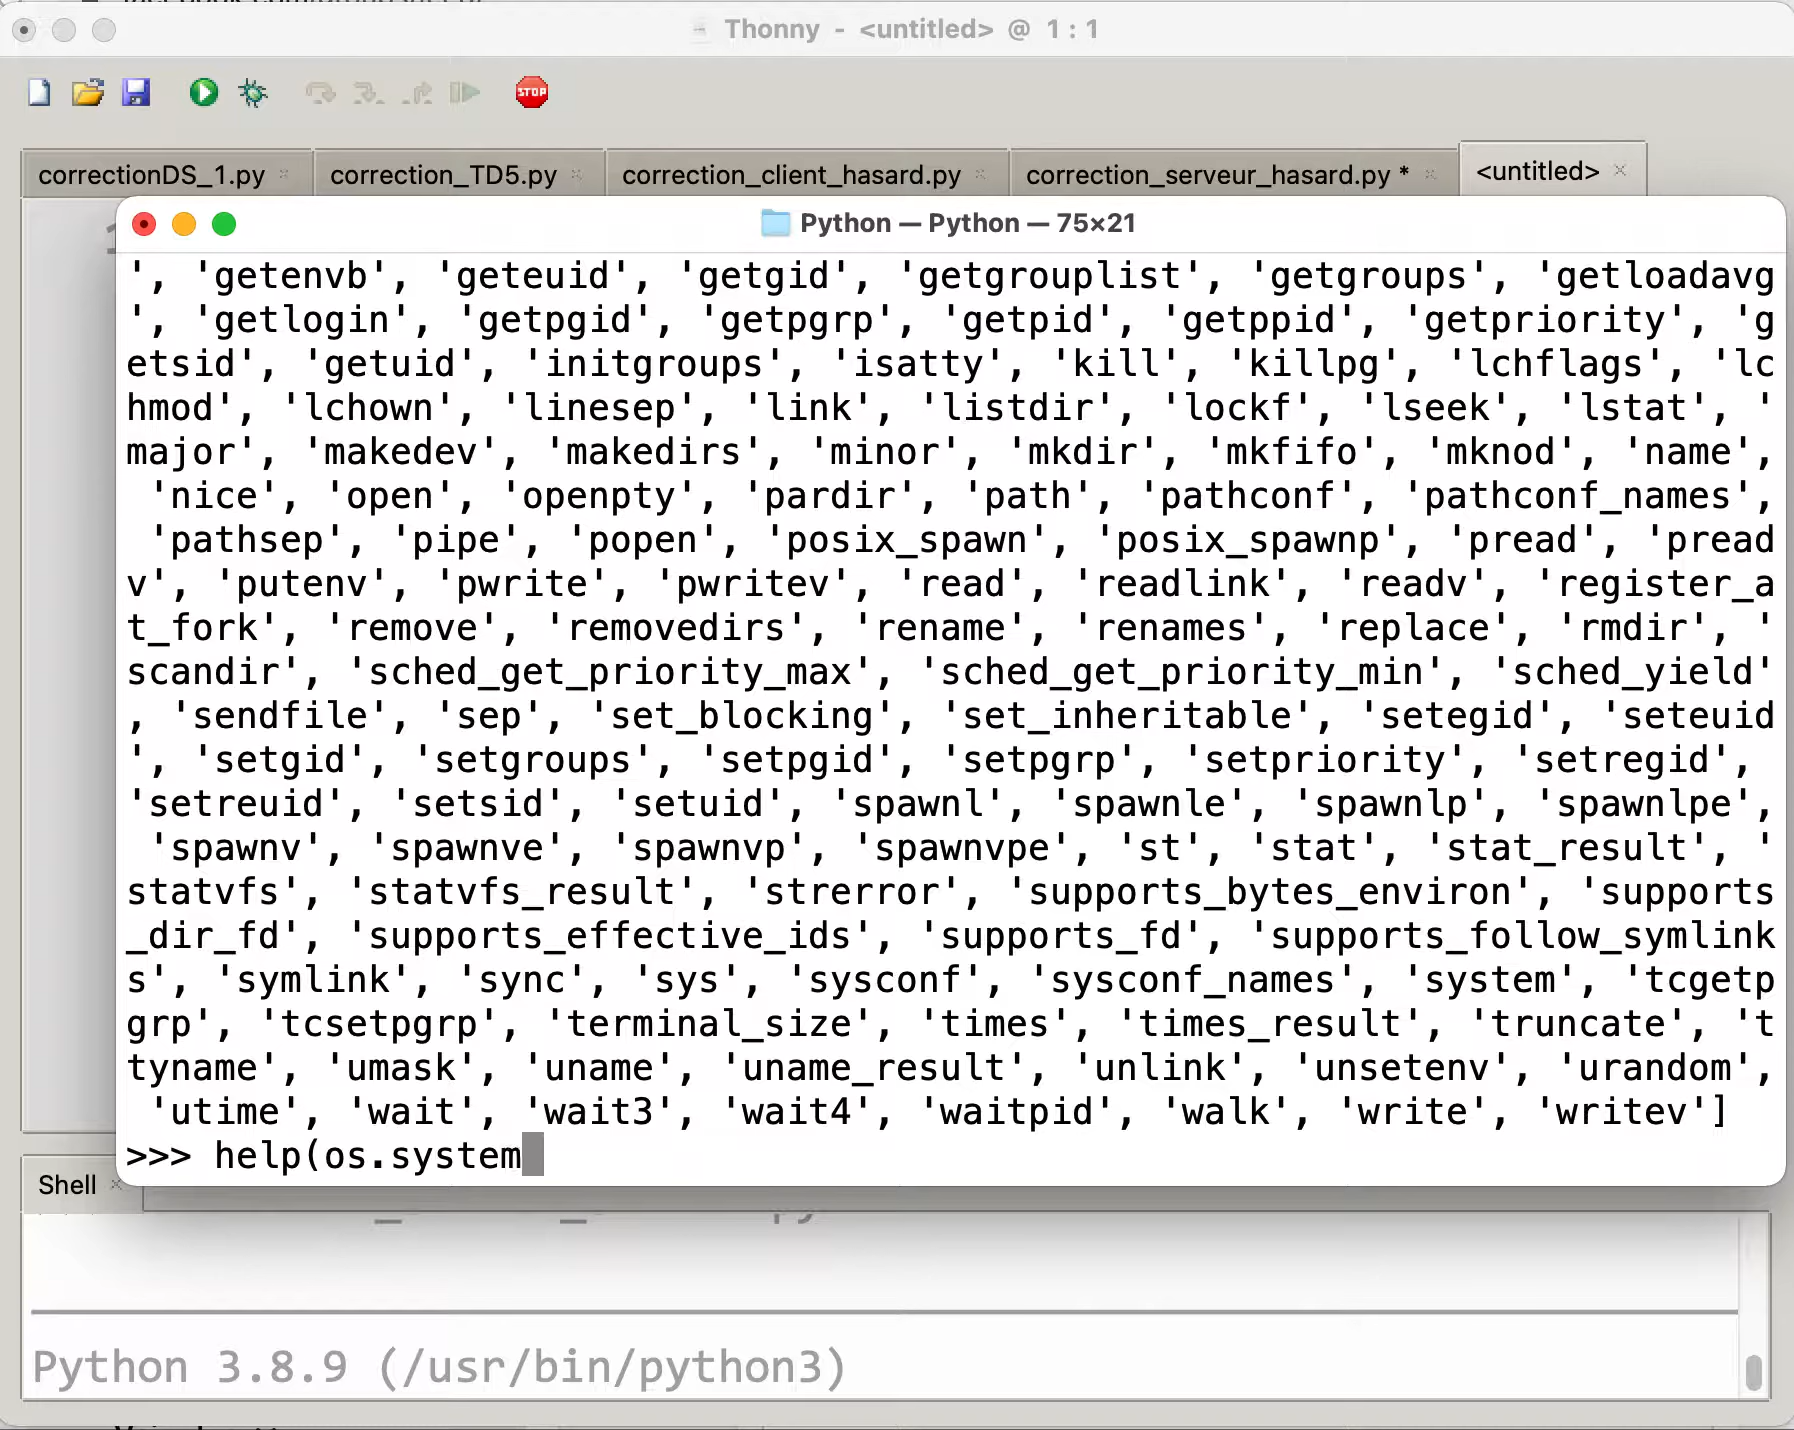 Thonny - <untitled> @ 1 : 1
STOP
correctionDS_1.py
correction_TD5.py
correction_client_hasard.py
correction_serveur_hasard.py *
<untitled>
1
Python — Python — 75×21
', 'getenvb', 'geteuid', 'getgid', 'getgrouplist', 'getgroups', 'getloadavg
', 'getlogin', 'getpgid', 'getpgrp', 'getpid', 'getppid', 'getpriority', 'g
etsid', 'getuid', 'initgroups', 'isatty', 'kill', 'killpg', 'lchflags', 'lc
hmod', 'lchown', 'linesep', 'link', 'listdir', 'lockf', 'lseek', 'lstat', '
major', 'makedev', 'makedirs', 'minor', 'mkdir', 'mkfifo', 'mknod', 'name',
 'nice', 'open', 'openpty', 'pardir', 'path', 'pathconf', 'pathconf_names',
 'pathsep', 'pipe', 'popen', 'posix_spawn', 'posix_spawnp', 'pread', 'pread
v', 'putenv', 'pwrite', 'pwritev', 'read', 'readlink', 'readv', 'register_a
t_fork', 'remove', 'removedirs', 'rename', 'renames', 'replace', 'rmdir', '
scandir', 'sched_get_priority_max', 'sched_get_priority_min', 'sched_yield'
, 'sendfile', 'sep', 'set_blocking', 'set_inheritable', 'setegid', 'seteuid
', 'setgid', 'setgroups', 'setpgid', 'setpgrp', 'setpriority', 'setregid', 
'setreuid', 'setsid', 'setuid', 'spawnl', 'spawnle', 'spawnlp', 'spawnlpe',
 'spawnv', 'spawnve', 'spawnvp', 'spawnvpe', 'st', 'stat', 'stat_result', '
statvfs', 'statvfs_result', 'strerror', 'supports_bytes_environ', 'supports
_dir_fd', 'supports_effective_ids', 'supports_fd', 'supports_follow_symlink
s', 'symlink', 'sync', 'sys', 'sysconf', 'sysconf_names', 'system', 'tcgetp
grp', 'tcsetpgrp', 'terminal_size', 'times', 'times_result', 'truncate', 't
tyname', 'umask', 'uname', 'uname_result', 'unlink', 'unsetenv', 'urandom',
 'utime', 'wait', 'wait3', 'wait4', 'waitpid', 'walk', 'write', 'writev']
>>> help(os.system
Shell
Python 3.8.9 (/usr/bin/python3)